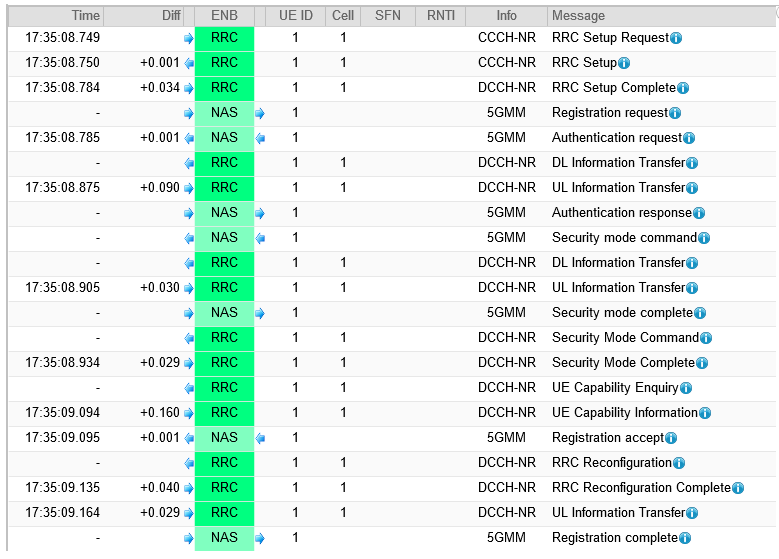 Time Diff ENB UE ID Cell SFN RNTI Info Message
17:35:08.749 RRC 1 1 CCCH-NR RRC Setup Request
17:35:08.750 +0.001 RRC 1 1 CCCH-NR RRC Setup
17:35:08.784 +0.034 RRC 1 1 DCCH-NR RRC Setup Complete
- NAS 1 5GMM Registration request
17:35:08.785 +0.001 NAS 1 5GMM Authentication request
- RRC 1 1 DCCH-NR DL Information Transfer
17:35:08.875 +0.090 RRC 1 1 DCCH-NR UL Information Transfer
- NAS 1 5GMM Authentication response
- NAS 1 5GMM Security mode command
- RRC 1 1 DCCH-NR DL Information Transfer
17:35:08.905 +0.030 RRC 1 1 DCCH-NR UL Information Transfer
- NAS 1 5GMM Security mode complete
- RRC 1 1 DCCH-NR Security Mode Command
17:35:08.934 +0.029 RRC 1 1 DCCH-NR Security Mode Complete
- RRC 1 1 DCCH-NR UE Capability Enquiry
17:35:09.094 +0.160 RRC 1 1 DCCH-NR UE Capability Information
17:35:09.095 +0.001 NAS 1 5GMM Registration accept
- RRC 1 1 DCCH-NR RRC Reconfiguration
17:35:09.135 +0.040 RRC 1 1 DCCH-NR RRC Reconfiguration Complete
17:35:09.164 +0.029 RRC 1 1 DCCH-NR UL Information Transfer
- NAS 1 5GMM Registration complete